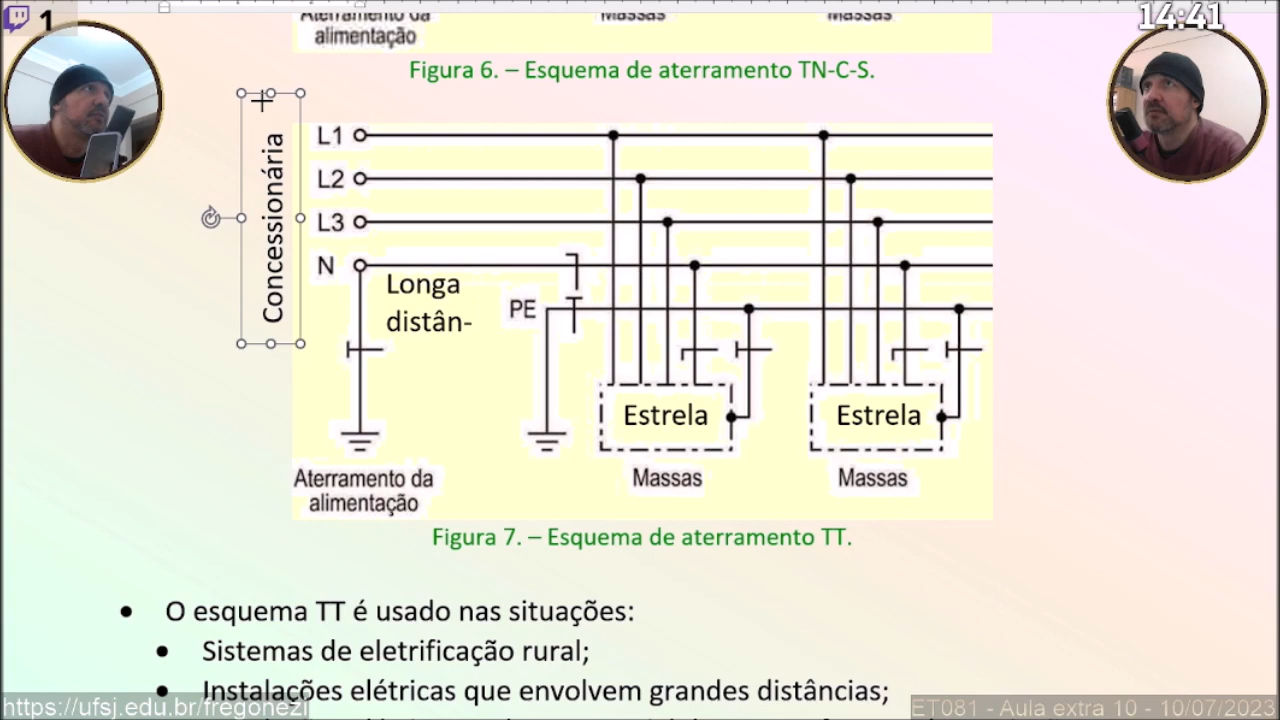 1
14:41
Aterramento da
alimentação
Massas
Massas
Figura 6. – Esquema de aterramento TN-C-S.
Concessionária
L1
L2
L3
N
Longa
distân-
PE
Estrela
Estrela
Aterramento da
alimentação
Massas
Massas
Figura 7. – Esquema de aterramento TT.
• O esquema TT é usado nas situações:
• Sistemas de eletrificação rural;
• Instalações elétricas que envolvem grandes distâncias;
https://ufsj.edu.br/fregonezi
ET081 - Aula extra 10 - 10/07/2023